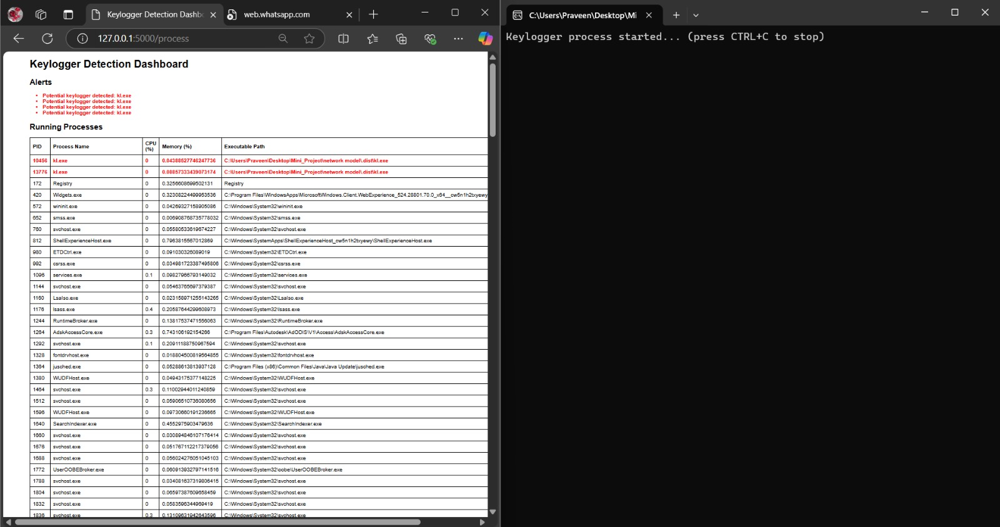 Keylogger Detection Dashb
web.whatsapp.com
127.0.0.1:5000/process
Keylogger Detection Dashboard
Alerts
• Potential keylogger detected: kl.exe
• Potential keylogger detected: kl.exe
• Potential keylogger detected: kl.exe
• Potential keylogger detected: kl.exe
Running Processes
PID Process Name CPU (%) Memory (%) Executable Path
10456 kl.exe 0 0.04388527746247736 C:\Users\Praveen\Desktop\Mini_Project\network model\.dist\kl.exe
13776 kl.exe 0 0.08857333439073174 C:\Users\Praveen\Desktop\Mini_Project\network model\.dist\kl.exe
172 Registry 0 0.3256608699502131 Registry
420 Widgets.exe 0 0.32308224499953536 C:\Program Files\WindowsApps\MicrosoftWindows.Client.WebExperience_524.28801.70.0_x64__cw5n1h2txyewy
572 wininit.exe 0 0.04269327158905086 C:\Windows\System32\wininit.exe
652 smss.exe 0 0.006908768735778032 C:\Windows\System32\smss.exe
760 svchost.exe 0 0.05580533619674227 C:\Windows\System32\svchost.exe
812 ShellExperienceHost.exe 0 0.7963815567012869 C:\Windows\SystemApps\ShellExperienceHost_cw5n1h2txyewy\ShellExperienceHost.exe
980 ETDCtrl.exe 0 0.091030326089019 C:\Windows\System32\ETDCtrl.exe
992 csrss.exe 0 0.034981723387495806 C:\Windows\System32\csrss.exe
1096 services.exe 0.1 0.09827966793149032 C:\Windows\System32\services.exe
1144 svchost.exe 0 0.05463765697379387 C:\Windows\System32\svchost.exe
1160 LsaIso.exe 0 0.023158971255143265 C:\Windows\System32\LsaIso.exe
1176 lsass.exe 0.4 0.20587644299608973 C:\Windows\System32\lsass.exe
1244 RuntimeBroker.exe 0 0.13817537471556063 C:\Windows\System32\RuntimeBroker.exe
1264 AdskAccessCore.exe 0.3 0.743106192154266 C:\Program Files\Autodesk\AdODIS\V1\Access\AdskAccessCore.exe
1292 svchost.exe 0.1 0.20911188750967594 C:\Windows\System32\svchost.exe
1328 fontdrvhost.exe 0 0.018804500819564855 C:\Windows\System32\fontdrvhost.exe
1364 jusched.exe 0 0.05288613813937128 C:\Program Files (x86)\Common Files\Java\Java Update\jusched.exe
1380 WUDFHost.exe 0 0.04943175377148225 C:\Windows\System32\WUDFHost.exe
1464 svchost.exe 0.3 0.11002944011240859 C:\Windows\System32\svchost.exe
1512 svchost.exe 0 0.05906510736080656 C:\Windows\System32\svchost.exe
1596 WUDFHost.exe 0 0.09730660191236665 C:\Windows\System32\WUDFHost.exe
1640 SearchIndexer.exe 0 0.4552975903479636 C:\Windows\System32\SearchIndexer.exe
1660 svchost.exe 0 0.030894846107176414 C:\Windows\System32\svchost.exe
1676 svchost.exe 0 0.051767112217379056 C:\Windows\System32\svchost.exe
1688 svchost.exe 0 0.056024276051045103 C:\Windows\System32\svchost.exe
1772 UserOOBEBroker.exe 0 0.060913932797141516 C:\Windows\System32\oobe\UserOOBEBroker.exe
1788 svchost.exe 0 0.034081637319806415 C:\Windows\System32\svchost.exe
1804 svchost.exe 0 0.06597387609658459 C:\Windows\System32\svchost.exe
1832 svchost.exe 0 0.0583596344969419 C:\Windows\System32\svchost.exe
1836 svchost.exe 0.3 0.13109631942643596 C:\Windows\System32\svchost.exe
C:\Users\Praveen\Desktop\Mi
Keylogger process started... (press CTRL+C to stop)